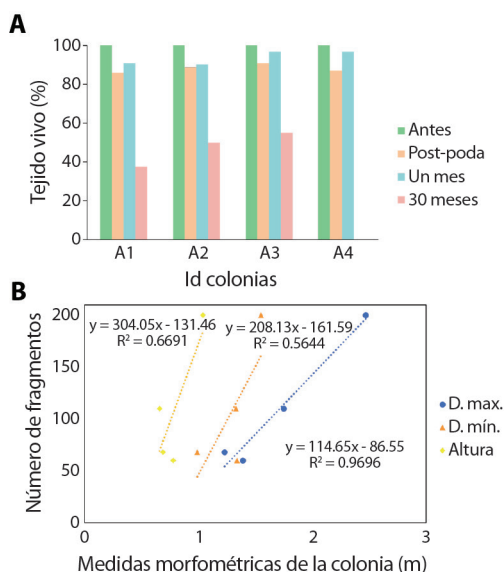 A
Tejido vivo (%)
100
80
60
40
20
0
A1 A2 A3 A4
Id colonias
Antes
Post-poda
Un mes
30 meses
B
Número de fragmentos
200
150
100
50
0
0 1 2 3
Medidas morfométricas de la colonia (m)
y = 304.05x - 131.46
R² = 0.6691
y = 208.13x - 161.59
R² = 0.5644
y = 114.65x - 86.55
R² = 0.9696
D. max.
D. mín.
Altura